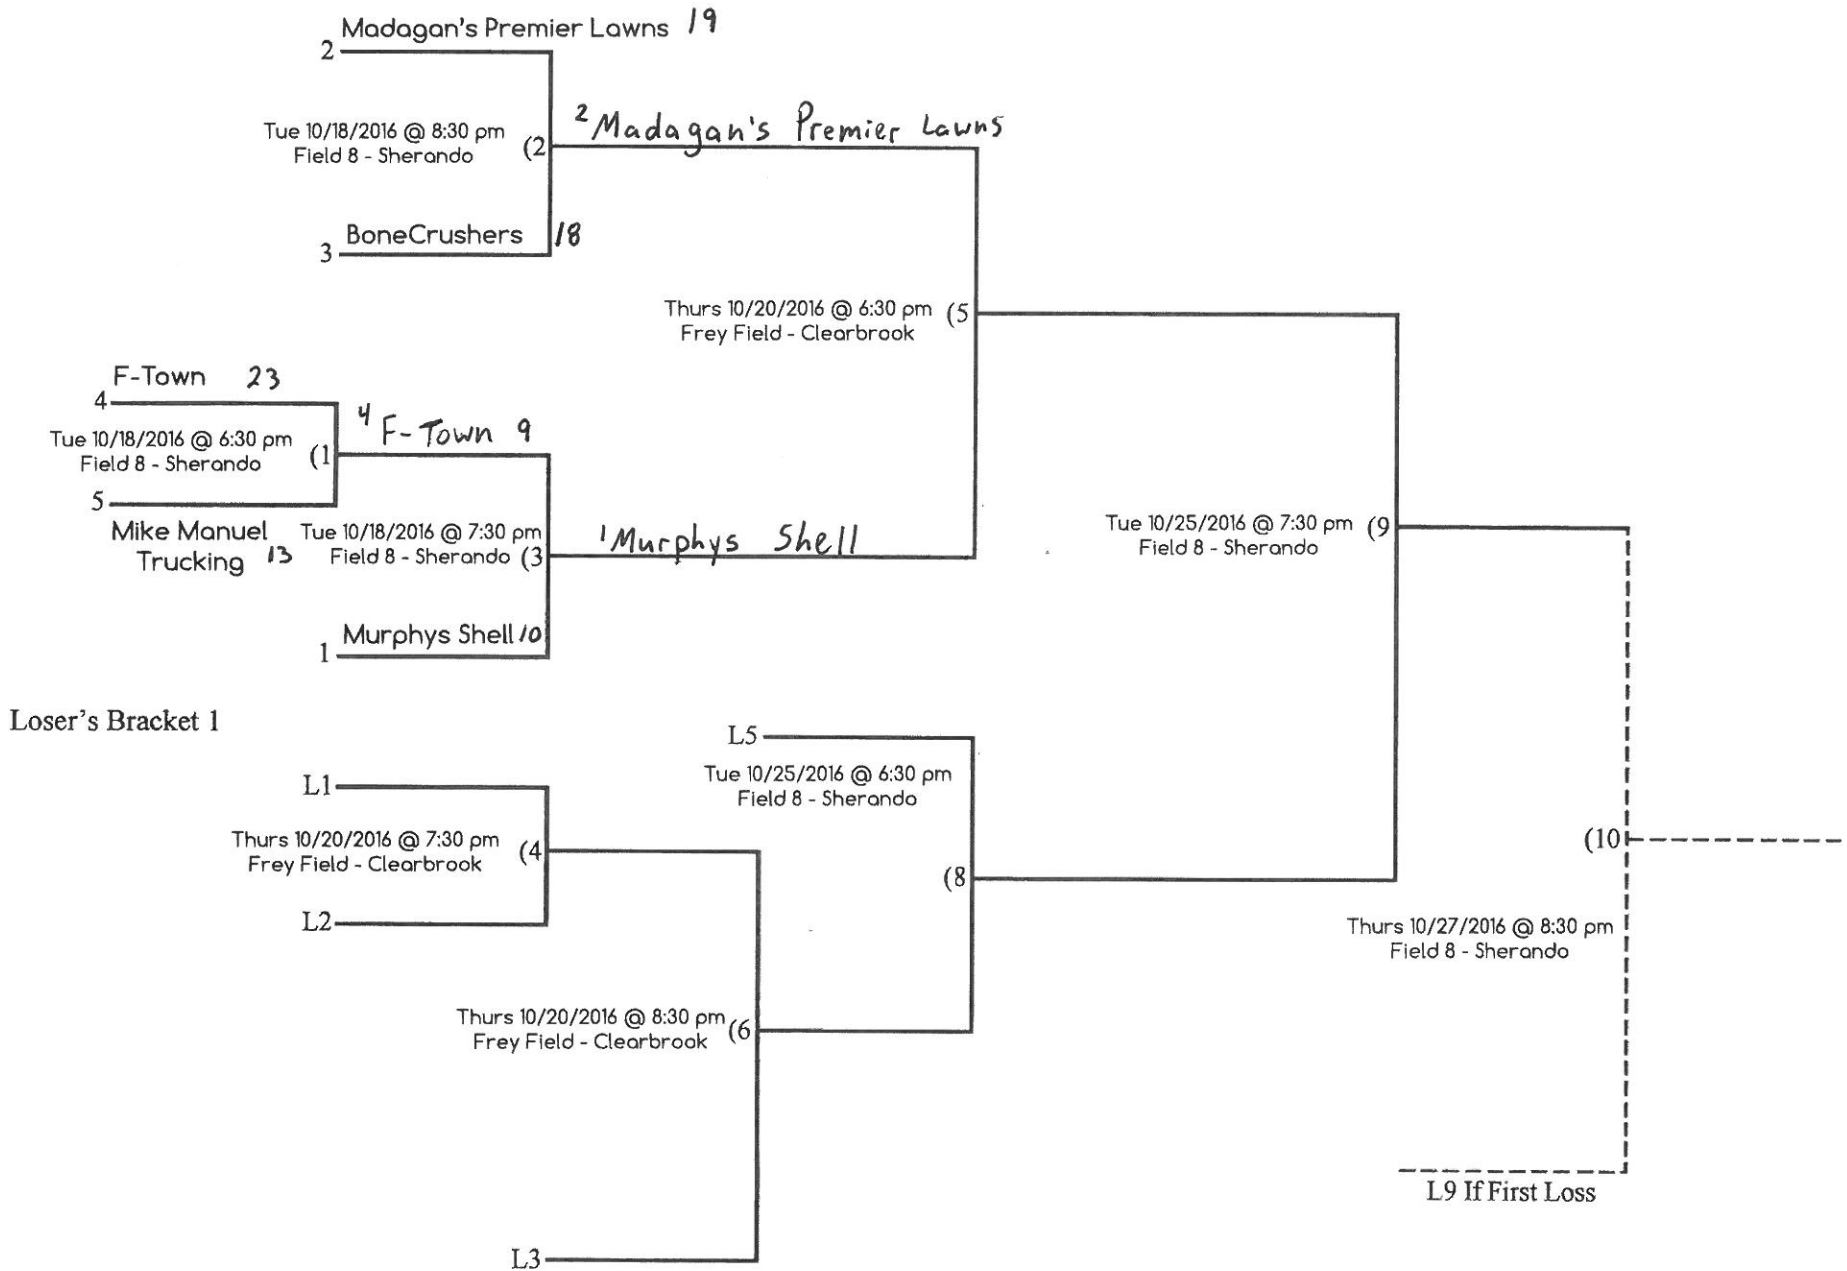 Madagan's Premier Lawns 19
2
Tue 10/18/2016 @ 8:30 pm
Field 8 - Sherando
(2
2 Madagan's Premier Lawns
BoneCrushers 18
3
Thurs 10/20/2016 @ 6:30 pm
Frey Field - Clearbrook
(5
F-Town 23
4
Tue 10/18/2016 @ 6:30 pm
Field 8 - Sherando
(1
4 F-Town 9
5
Mike Manuel
Trucking 13
Tue 10/18/2016 @ 7:30 pm
Field 8 - Sherando
(3
1 Murphys Shell
Murphys Shell 10
1
Tue 10/25/2016 @ 7:30 pm
Field 8 - Sherando
(9
Loser's Bracket 1
L5
Tue 10/25/2016 @ 6:30 pm
Field 8 - Sherando
(8
L1
Thurs 10/20/2016 @ 7:30 pm
Frey Field - Clearbrook
(4
L2
Thurs 10/20/2016 @ 8:30 pm
Frey Field - Clearbrook
(6
L3
(10
Thurs 10/27/2016 @ 8:30 pm
Field 8 - Sherando
L9 If First Loss